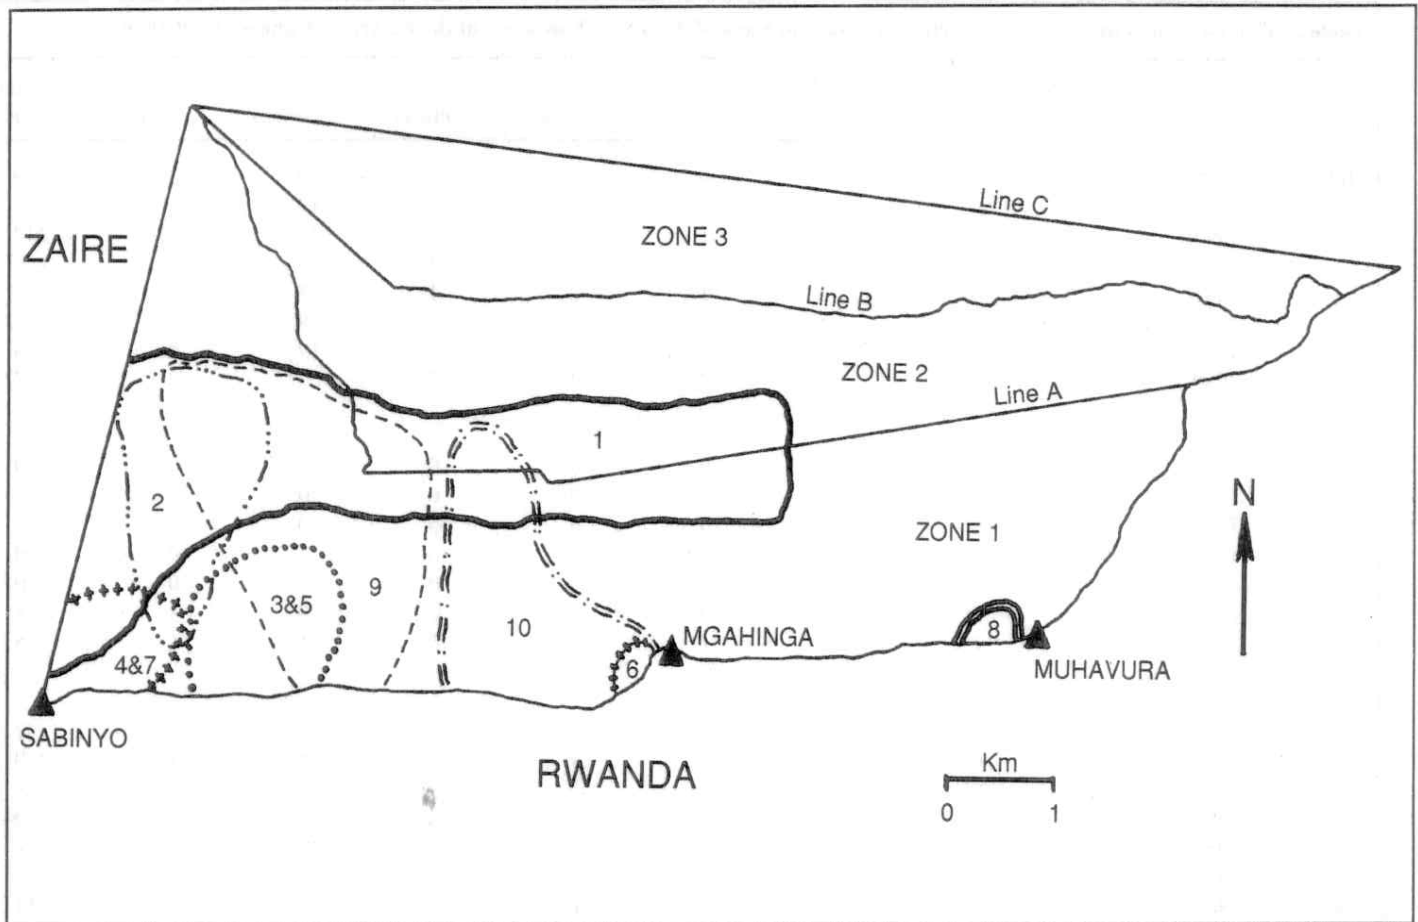 Line C
ZAIRE
ZONE 3
Line B
ZONE 2
Line A
1
N
2
ZONE 1
9
3&5
10
8
MGAHINGA
4&7
6
MUHAVURA
SABINYO
RWANDA
Km
0 1